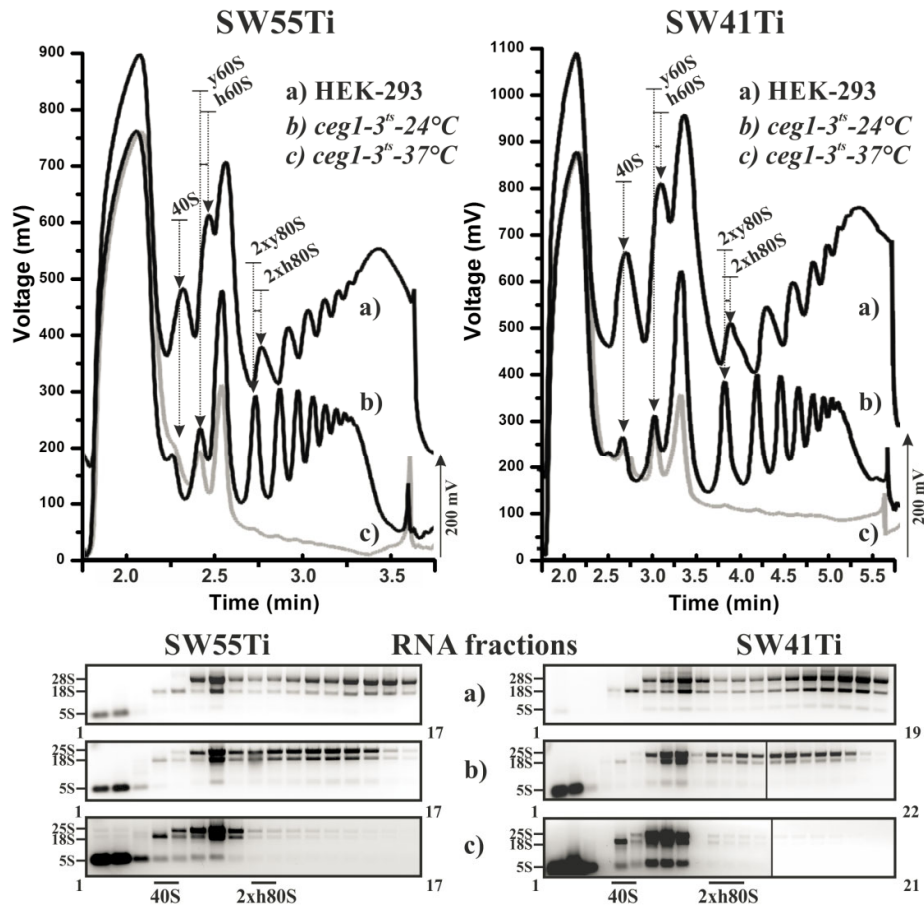 SW55Ti
SW41Ti
900
800
700
600
500
400
300
200
100
0
Voltage (mV)
2.0
2.5
3.0
3.5
Time (min)
40S
y60S
h60S
2xy80S
2xh80S
a) HEK-293
b) ceg1-3ts-24°C
c) ceg1-3ts-37°C
a)
b)
c)
200 mV
1100
1000
900
800
700
600
500
400
300
200
100
0
Voltage (mV)
2.0
2.5
3.0
3.5
4.0
4.5
5.0
5.5
Time (min)
40S
y60S
h60S
2xy80S
2xh80S
a) HEK-293
b) ceg1-3ts-24°C
c) ceg1-3ts-37°C
a)
b)
c)
200 mV
SW55Ti RNA fractions SW41Ti
28S
18S
5S
1 17
a)
28S
18S
5S
1 19
25S
18S
5S
1 17
b)
25S
18S
5S
1 22
25S
18S
5S
1 17
40S 2xh80S
c)
25S
18S
5S
1 21
40S 2xh80S